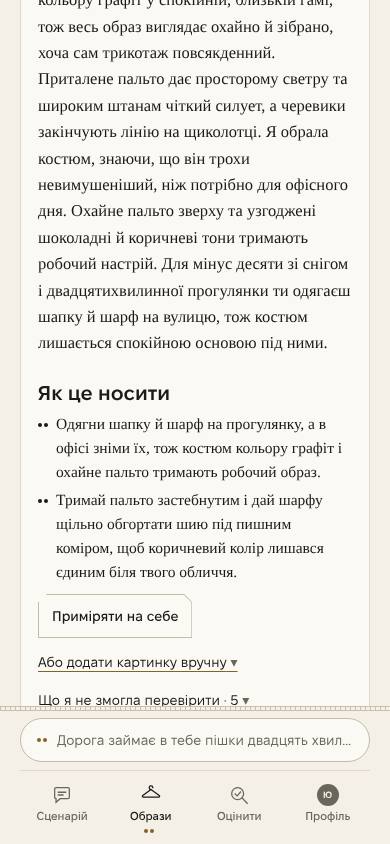 кольору графіт у спокійній, близькій гамі,
тож весь образ виглядає охайно й зібрано,
хоча сам трикотаж повсякденний.
Приталене пальто дає просторому светру та
широким штанам чіткий силует, а черевики
закінчують лінію на щиколотці. Я обрала
костюм, знаючи, що він трохи
невимушеніший, ніж потрібно для офісного
дня. Охайне пальто зверху та узгоджені
шоколадні й коричневі тони тримають
робочий настрій. Для мінус десяти зі снігом
і двадцятихвилинної прогулянки ти одягаєш
шапку й шарф на вулицю, тож костюм
лишається спокійною основою під ними.
Як це носити
•• Одягни шапку й шарф на прогулянку, а в
офісі зніми їх, тож костюм кольору графіт і
охайне пальто тримають робочий образ.
•• Тримай пальто застебнутим і дай шарфу
щільно обгортати шию під пишним
коміром, щоб коричневий колір лишався
єдиним біля твого обличчя.
Приміряти на себе
Або додати картинку вручну ▾
Що я не змогла перевірити · 5 ▾
•• Дорога займає в тебе пішки двадцять хвил...
Сценарій
Образи
Оцінити
Ю
Профіль